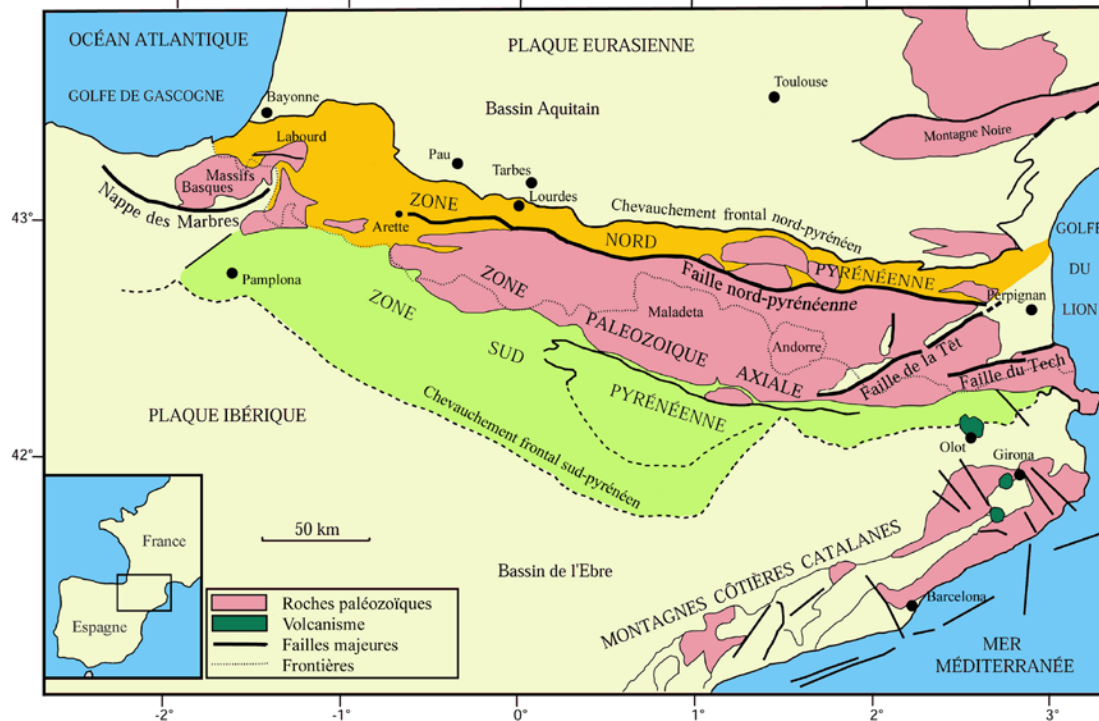 OCÉAN ATLANTIQUE
GOLFE DE GASCOGNE
PLAQUE EURASIENNE
Toulouse
Bayonne
Bassin Aquitain
Montagne Noire
Labourd
Massifs
Basques
Nappe des Marbres
Pau
Tarbes
Lourdes
43°
Arette
ZONE
NORD
PYRÉNÉENNE
Chevauchement frontal nord-pyrénéen
GOLFE
DU
LION
Faille nord-pyrénéenne
Perpignan
Pamplona
ZONE
PALEOZOIQUE
AXIALE
Maladeta
Andorre
Faille de la Têt
Faille du Tech
ZONE
SUD
PYRÉNÉENNE
Chevauchement frontal sud-pyrénéen
PLAQUE IBÉRIQUE
42°
Olot
Girona
50 km
Bassin de l'Ebre
MONTAGNES CÔTIÈRES CATALANES
Barcelona
MER
MÉDITERRANÉE
France
Espagne
Roches paléozoïques
Volcanisme
Failles majeures
Frontières
-2°
-1°
0°
1°
2°
3°